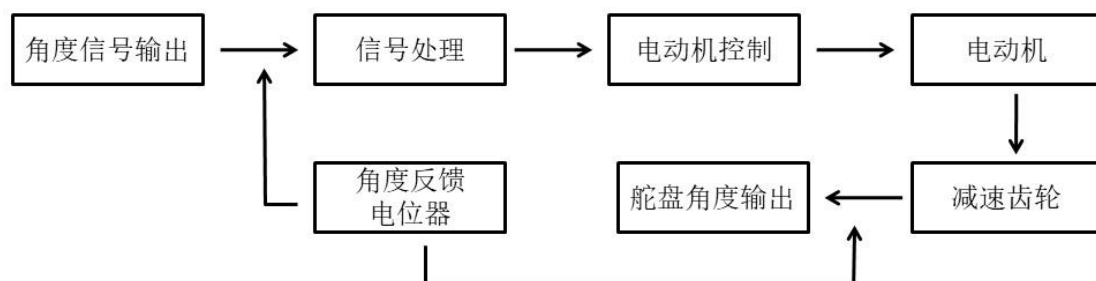 角度信号输出
信号处理
电动机控制
电动机
角度反馈
电位器
舵盘角度输出
减速齿轮